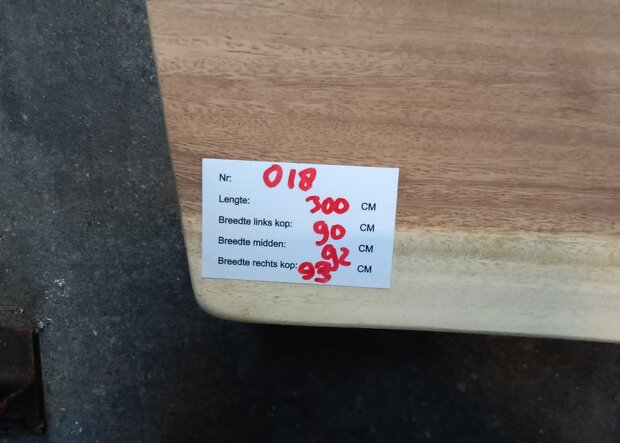 Nr: 018
Lengte: 300 CM
Breedte links kop: 90 CM
Breedte midden: 92 CM
Breedte rechts kop: 93 CM